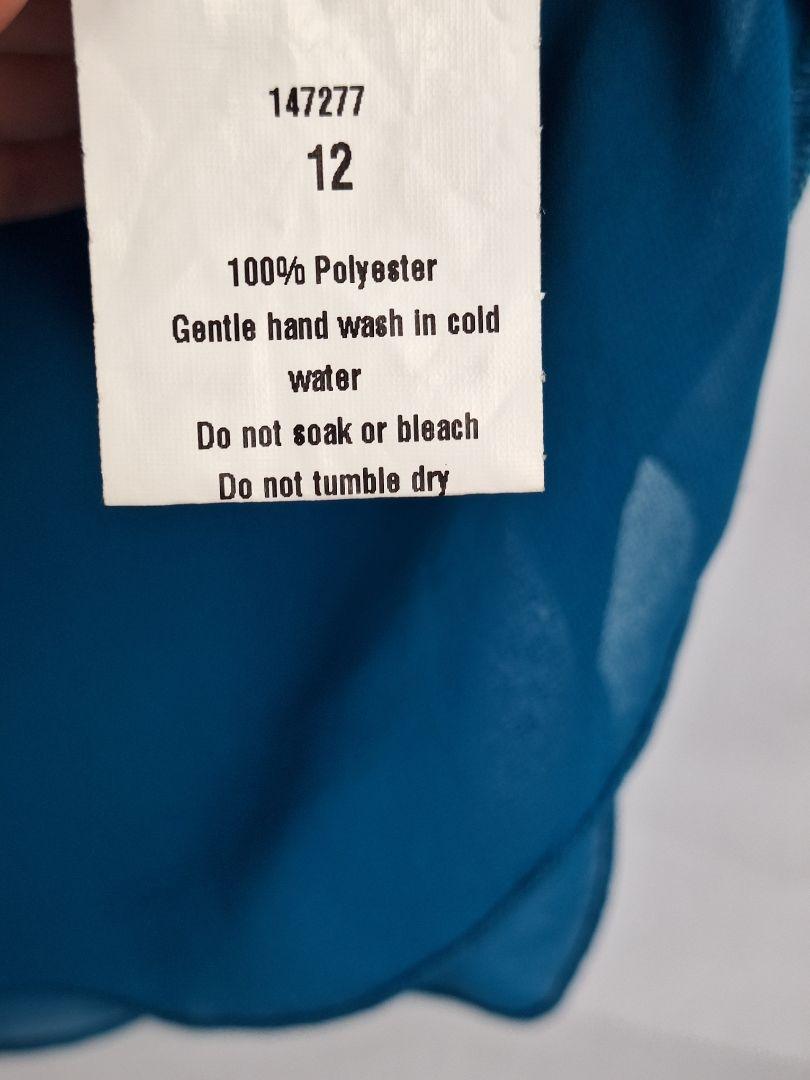 147277
12
100% Polyester
Gentle hand wash in cold
water
Do not soak or bleach
Do not tumble dry